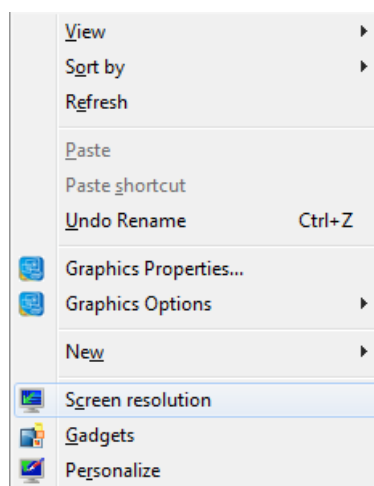 View
Sort by
Refresh
Paste
Paste shortcut
Undo Rename Ctrl+Z
Graphics Properties...
Graphics Options
New
Screen resolution
Gadgets
Personalize